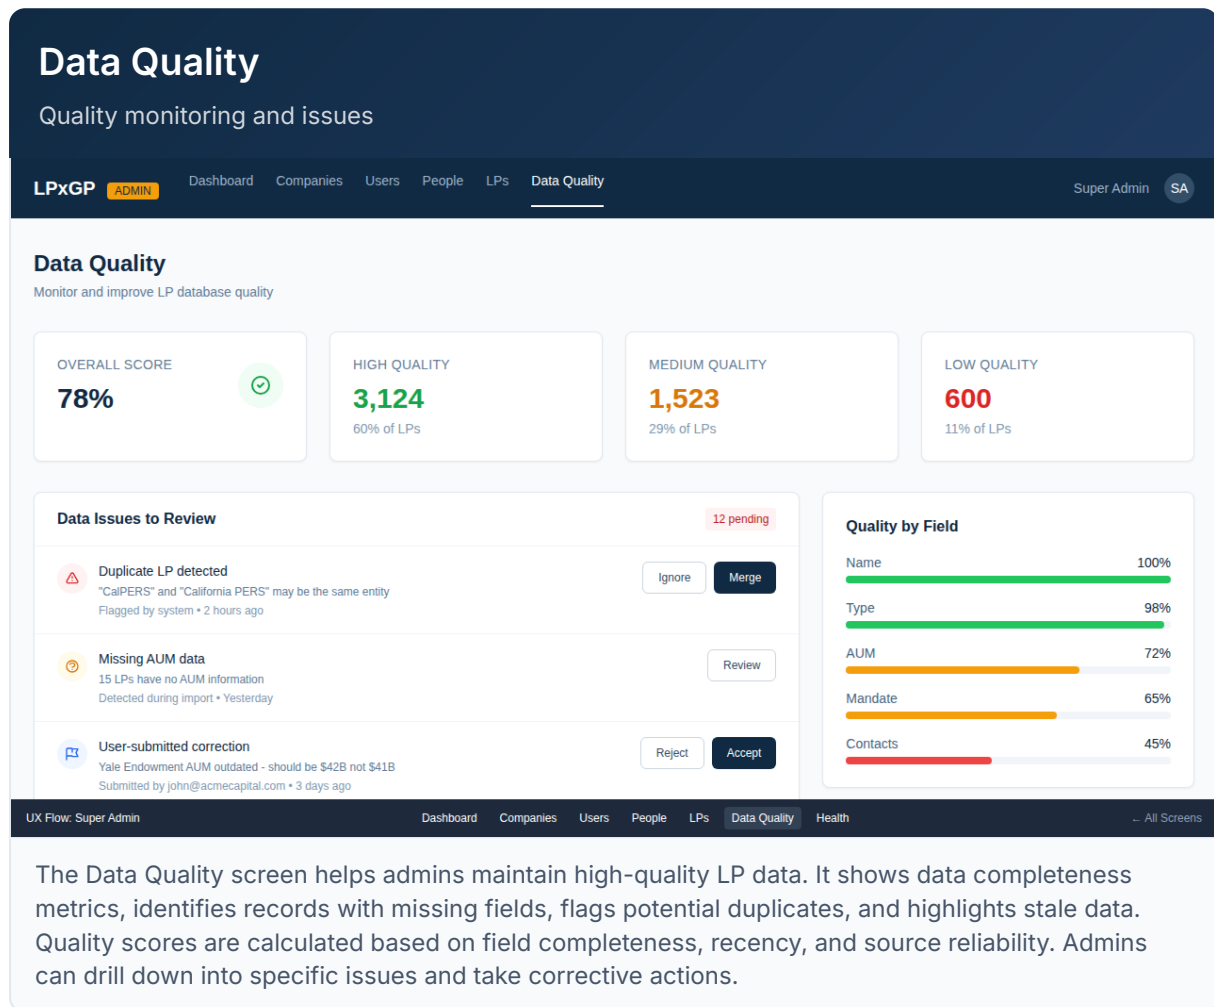 Data Quality
Quality monitoring and issues
LPxGP ADMIN Dashboard Companies Users People LPs Data Quality Super Admin SA
Data Quality
Monitor and improve LP database quality
OVERALL SCORE
78%
HIGH QUALITY
3,124
60% of LPs
MEDIUM QUALITY
1,523
29% of LPs
LOW QUALITY
600
11% of LPs
Data Issues to Review 12 pending
Duplicate LP detected
"CalPERS" and "California PERS" may be the same entity
Flagged by system • 2 hours ago
Ignore Merge
Missing AUM data
15 LPs have no AUM information
Detected during import • Yesterday
Review
User-submitted correction
Yale Endowment AUM outdated - should be $42B not $41B
Submitted by john@acmecapital.com • 3 days ago
Reject Accept
Quality by Field
Name 100%
Type 98%
AUM 72%
Mandate 65%
Contacts 45%
UX Flow: Super Admin Dashboard Companies Users People LPs Data Quality Health ← All Screens
The Data Quality screen helps admins maintain high-quality LP data. It shows data completeness
metrics, identifies records with missing fields, flags potential duplicates, and highlights stale data.
Quality scores are calculated based on field completeness, recency, and source reliability. Admins
can drill down into specific issues and take corrective actions.